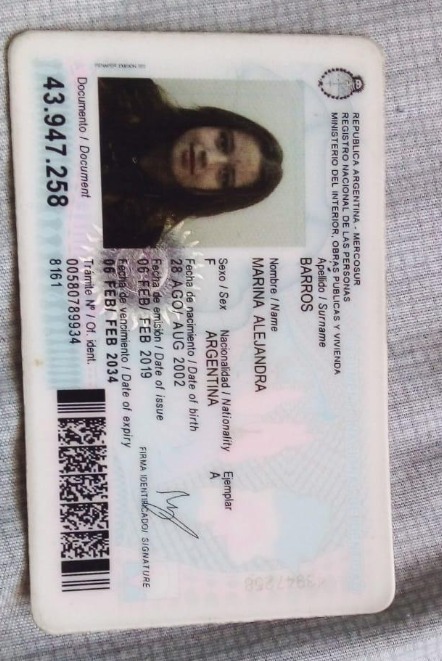 REPUBLICA ARGENTINA - MERCOSUR
REGISTRO NACIONAL DE LAS PERSONAS
MINISTERIO DEL INTERIOR, OBRAS PUBLICAS Y VIVIENDA
Apellido / Surname
BARROS
Nombre / Name
MARINA ALEJANDRA
Sexo / Sex Nacionalidad / Nationality Ejemplar
F ARGENTINA A
Fecha de nacimiento / Date of birth
28 AGO/ AUG 2002
Fecha de emisión / Date of issue
06 FEB/ FEB 2019
Fecha de vencimiento / Date of expiry
06 FEB/ FEB 2034
FIRMA IDENTIFICADO/ SIGNATURE
Documento / Document
43.947.258
Trámite Nº / Of. ident.
00580789934
8161